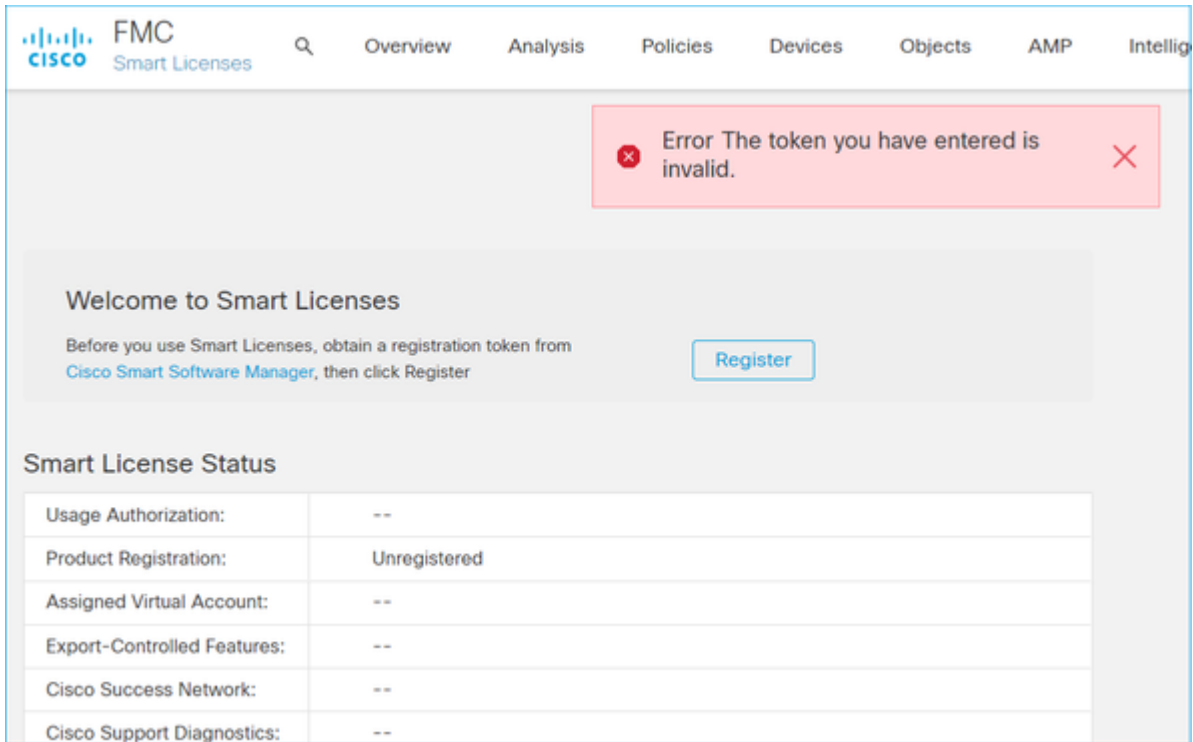 CISCO
FMC
Smart Licenses
Overview Analysis Policies Devices Objects AMP Intellig
Error The token you have entered is
invalid.
Welcome to Smart Licenses
Before you use Smart Licenses, obtain a registration token from
Cisco Smart Software Manager, then click Register
Register
Smart License Status
Usage Authorization: --
Product Registration: Unregistered
Assigned Virtual Account: --
Export-Controlled Features: --
Cisco Success Network: --
Cisco Support Diagnostics: --